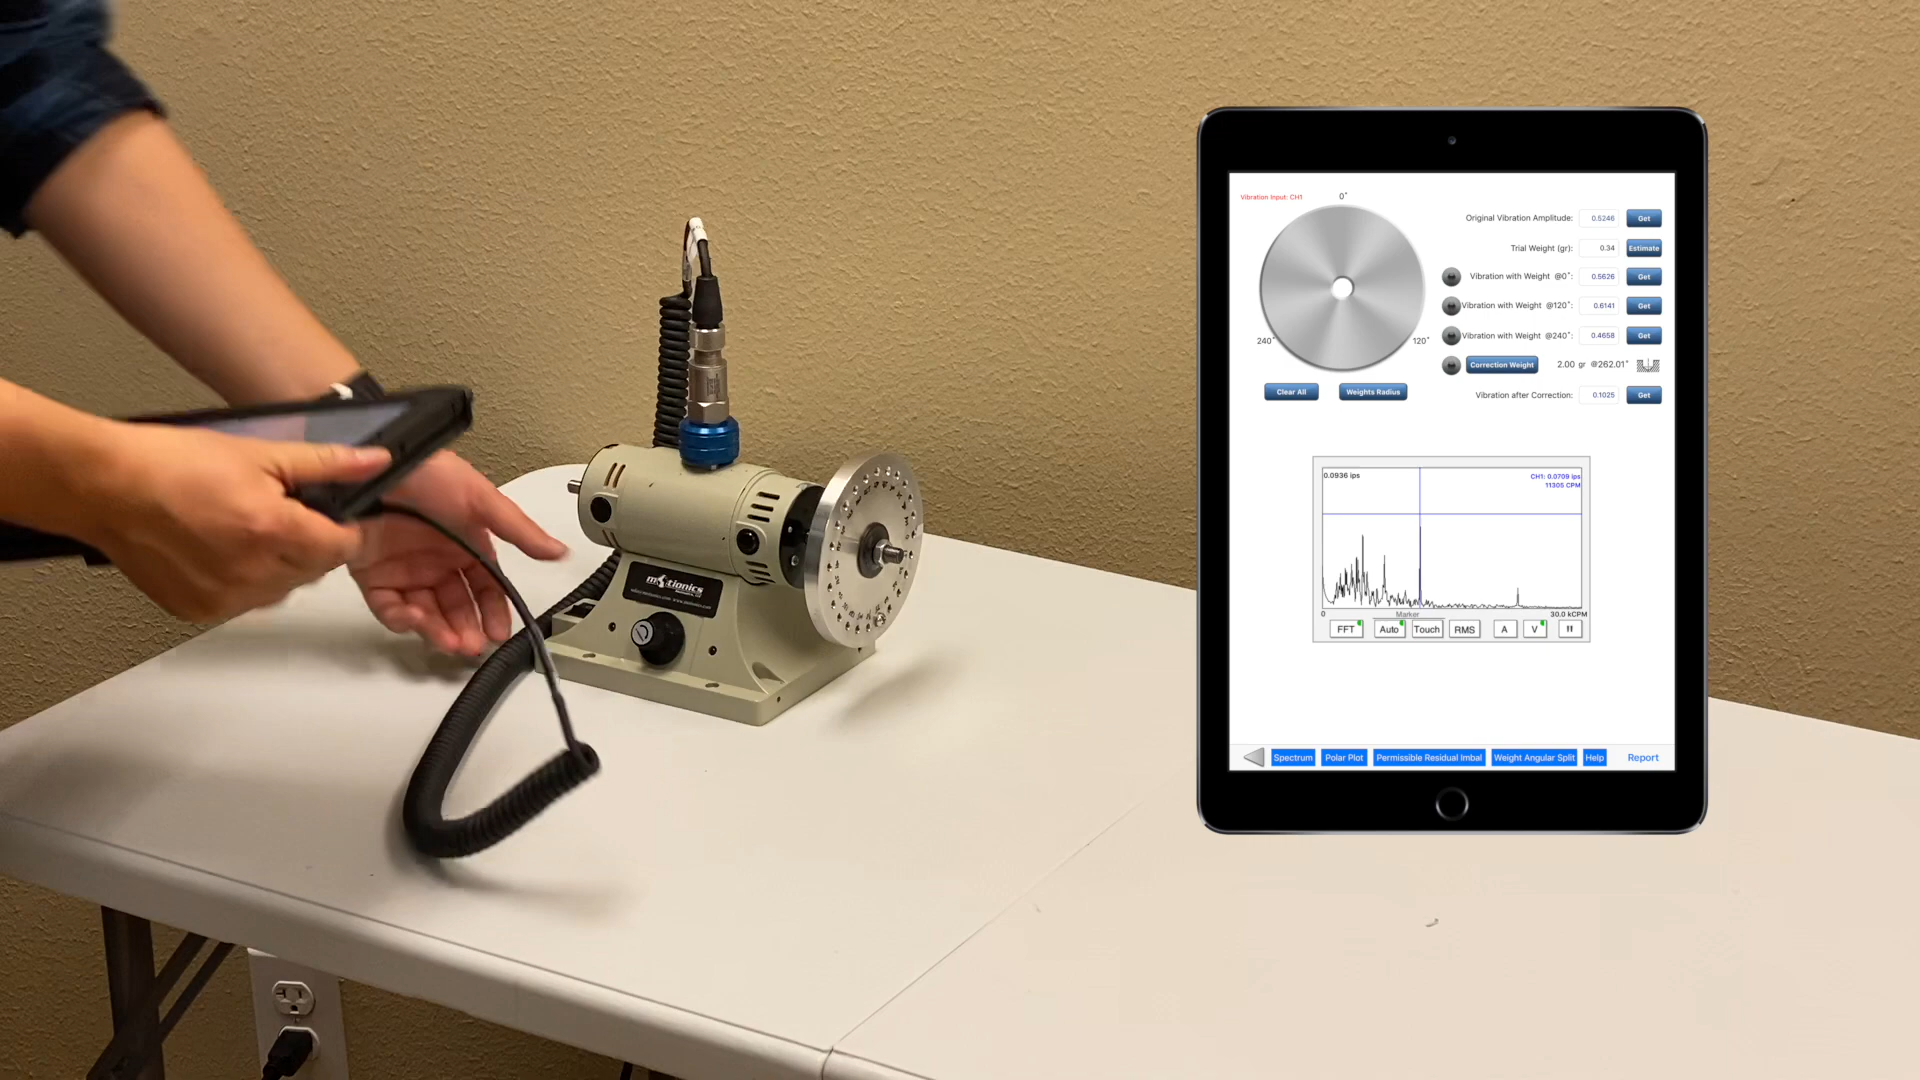 Vibration Input: CH1
0°
240°
120°
Clear All
Weights Radius
Original Vibration Amplitude: 0.5246 Get
Trial Weight (gr): 0.34 Estimate
Vibration with Weight @0°: 0.5626 Get
Vibration with Weight @120°: 0.6141 Get
Vibration with Weight @240°: 0.4658 Get
Correction Weight 2.00 gr @262.01°
Vibration after Correction: 0.1025 Get
0.0936 ips
CH1: 0.0709 ips
11305 CPM
0 Marker 30.0 kCPM
FFT Auto Touch RMS A V
Spectrum Polar Plot Permissible Residual Imbal Weight Angular Split Help Report
motionics